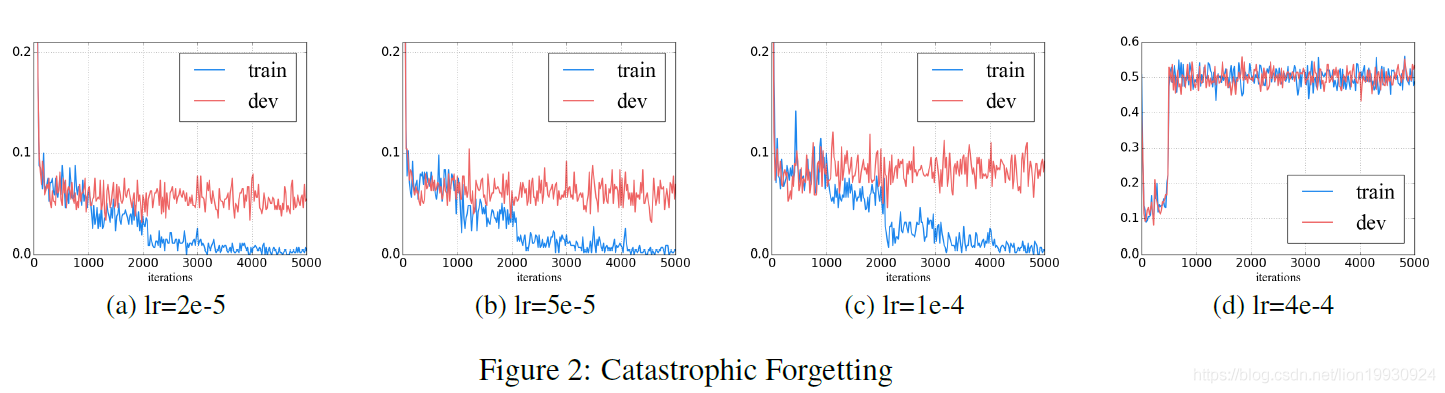 0.2
0.1
0.0
0 1000 2000 3000 4000 5000
iterations
train
dev
(a) lr=2e-5
0.2
0.1
0.0
0 1000 2000 3000 4000 5000
iterations
train
dev
(b) lr=5e-5
0.2
0.1
0.0
0 1000 2000 3000 4000 5000
iterations
train
dev
(c) lr=1e-4
0.6
0.5
0.4
0.3
0.2
0.1
0.0
0 1000 2000 3000 4000 5000
iterations
train
dev
(d) lr=4e-4
Figure 2: Catastrophic Forgetting
https://blog.csdn.net/lion19930924